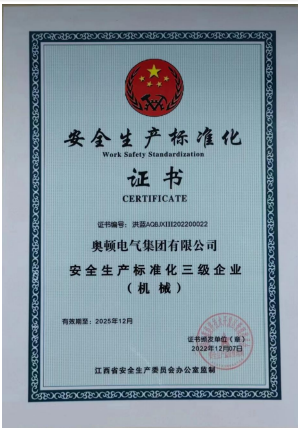 安全生产标准化
Work Safety Standardization
证书
CERTIFICATE
证书编号：洪蓝AQBJXIII202200022
奥顿电气集团有限公司
安全生产标准化三级企业
（机械）
有效期至：2025年12月
证书颁发单位（章）
2022年12月07日
江西省安全生产委员会办公室监制